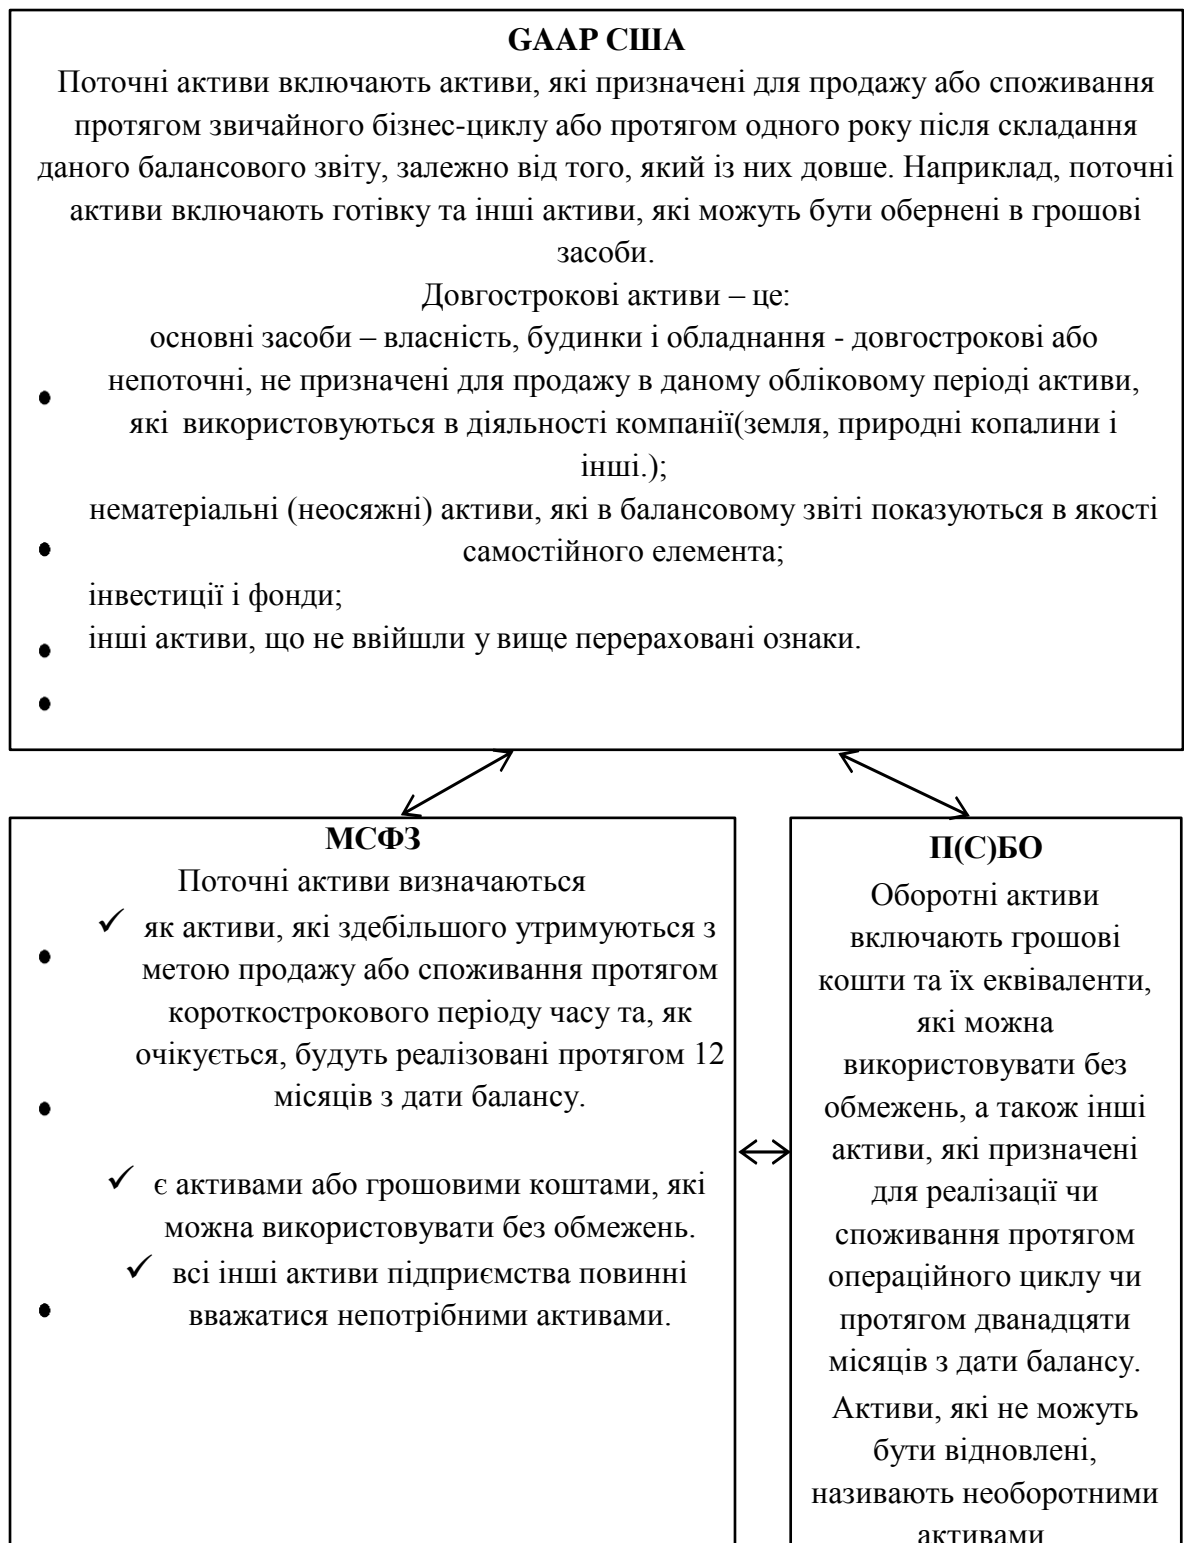 GAAP США
Поточні активи включають активи, які призначені для продажу або споживання
протягом звичайного бізнес-циклу або протягом одного року після складання
даного балансового звіту, залежно від того, який із них довше. Наприклад, поточні
активи включають готівку та інші активи, які можуть бути обернені в грошові
засоби.
Довгострокові активи – це:
основні засоби – власність, будинки і обладнання - довгострокові або
непоточні, не призначені для продажу в даному обліковому періоді активи,
які використовуються в діяльності компанії(земля, природні копалини і
інші.);
нематеріальні (неосяжні) активи, які в балансовому звіті показуються в якості
самостійного елемента;
інвестиції і фонди;
інші активи, що не ввійшли у вище перераховані ознаки.
МСФЗ
Поточні активи визначаються
✓ як активи, які здебільшого утримуються з
метою продажу або споживання протягом
короткострокового періоду часу та, як
очікується, будуть реалізовані протягом 12
місяців з дати балансу.
✓ є активами або грошовими коштами, які
можна використовувати без обмежень.
✓ всі інші активи підприємства повинні
вважатися непотрібними активами.
П(С)БО
Оборотні активи
включають грошові
кошти та їх еквіваленти,
які можна
використовувати без
обмежень, а також інші
активи, які призначені
для реалізації чи
споживання протягом
операційного циклу чи
протягом дванадцяти
місяців з дати балансу.
Активи, які не можуть
бути відновлені,
називають необоротними
активами